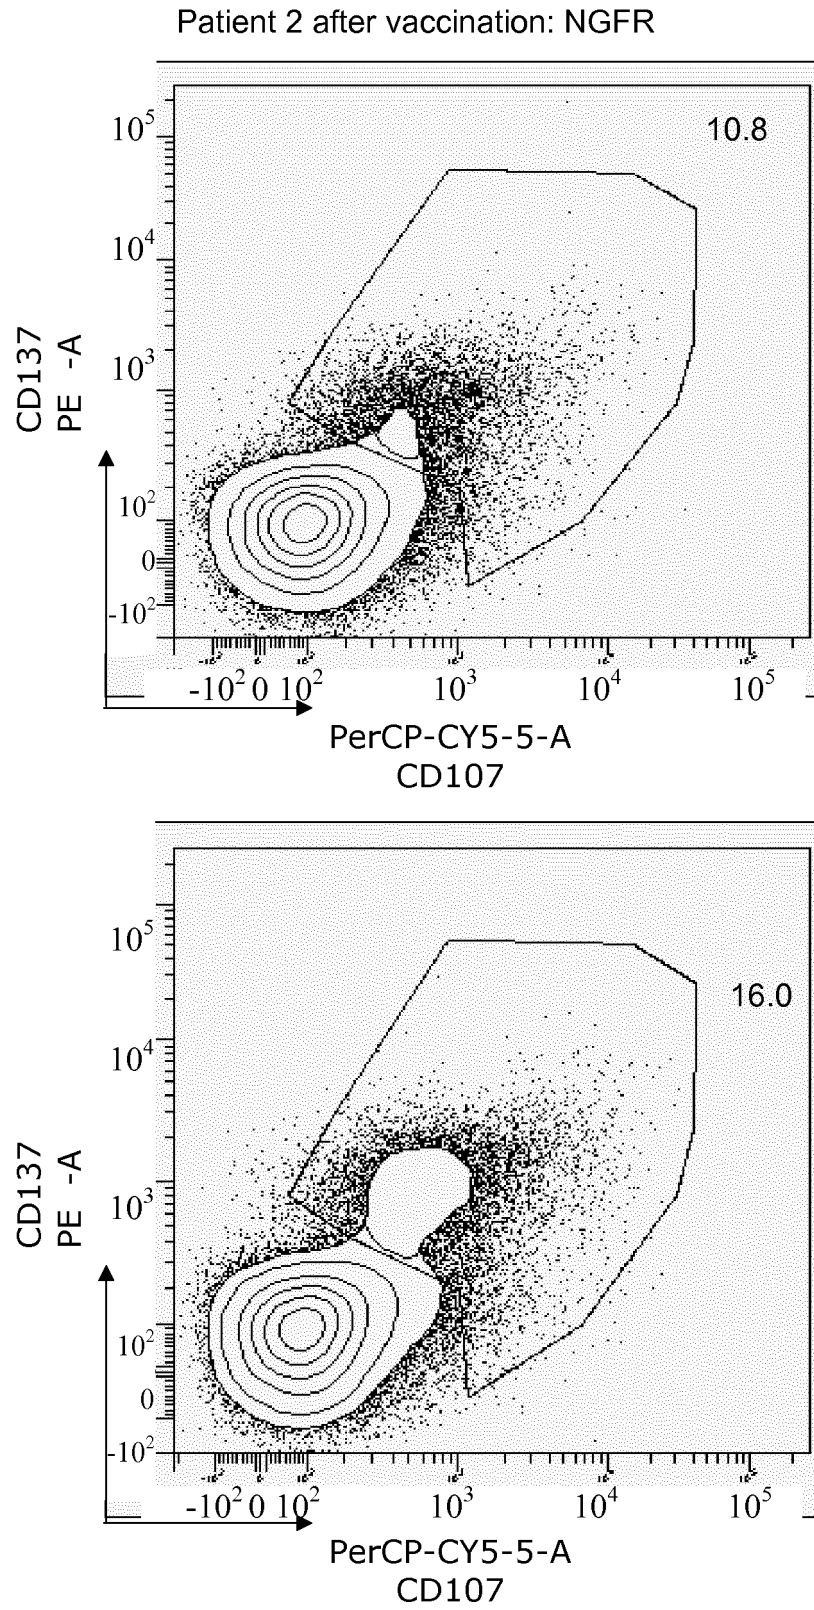 Patient 2 after vaccination: NGFR
10.8
10⁵
10⁴
10³
10²
0
-10²
CD137
PE -A
-10² 0 10² 10³ 10⁴ 10⁵
PerCP-CY5-5-A
CD107
16.0
10⁵
10⁴
10³
10²
0
-10²
CD137
PE -A
-10² 0 10² 10³ 10⁴ 10⁵
PerCP-CY5-5-A
CD107